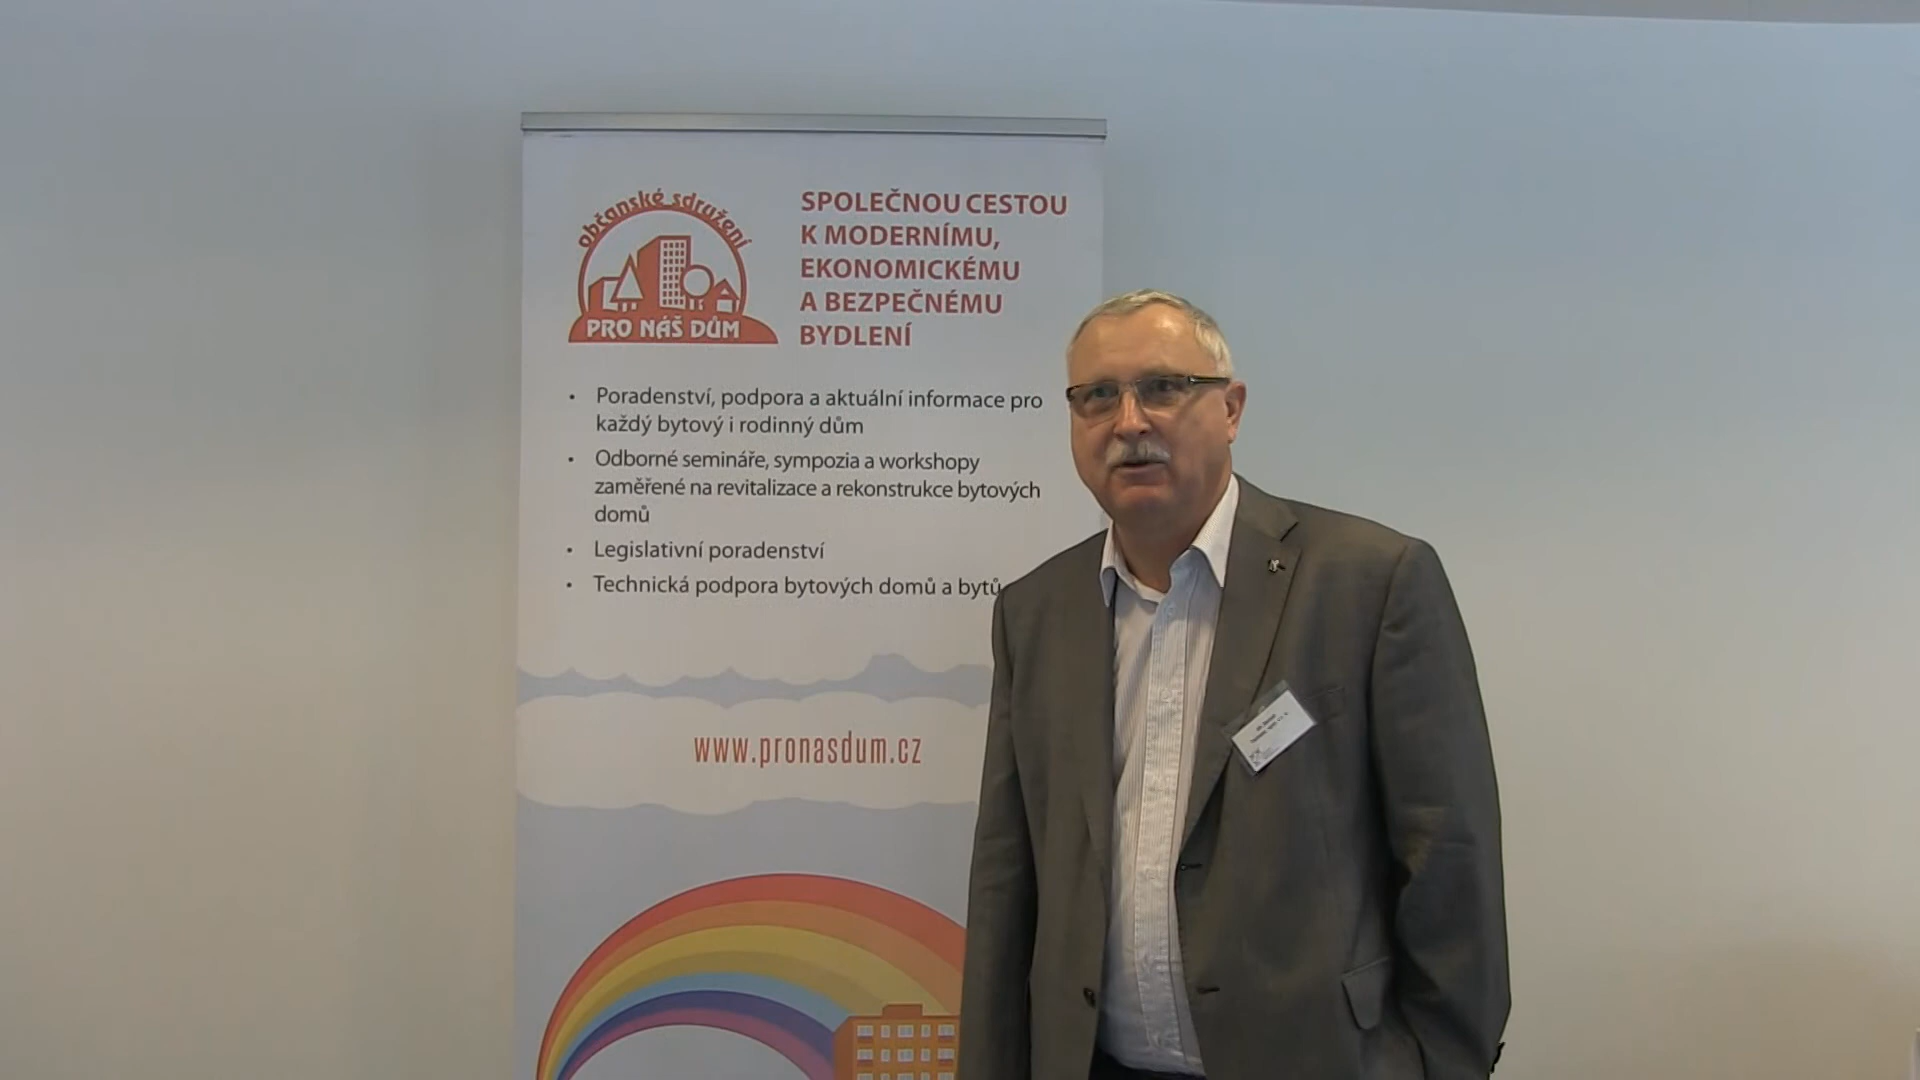 občanské sdružení
PRO NÁŠ DŮM
SPOLEČNOU CESTOU
K MODERNÍMU,
EKONOMICKÉMU
A BEZPEČNÉMU
BYDLENÍ
• Poradenství, podpora a aktuální informace pro
každý bytový i rodinný dům
• Odborné semináře, sympozia a workshopy
zaměřené na revitalizace a rekonstrukce bytových
domů
• Legislativní poradenství
• Technická podpora bytových domů a bytů
www.pronasdum.cz